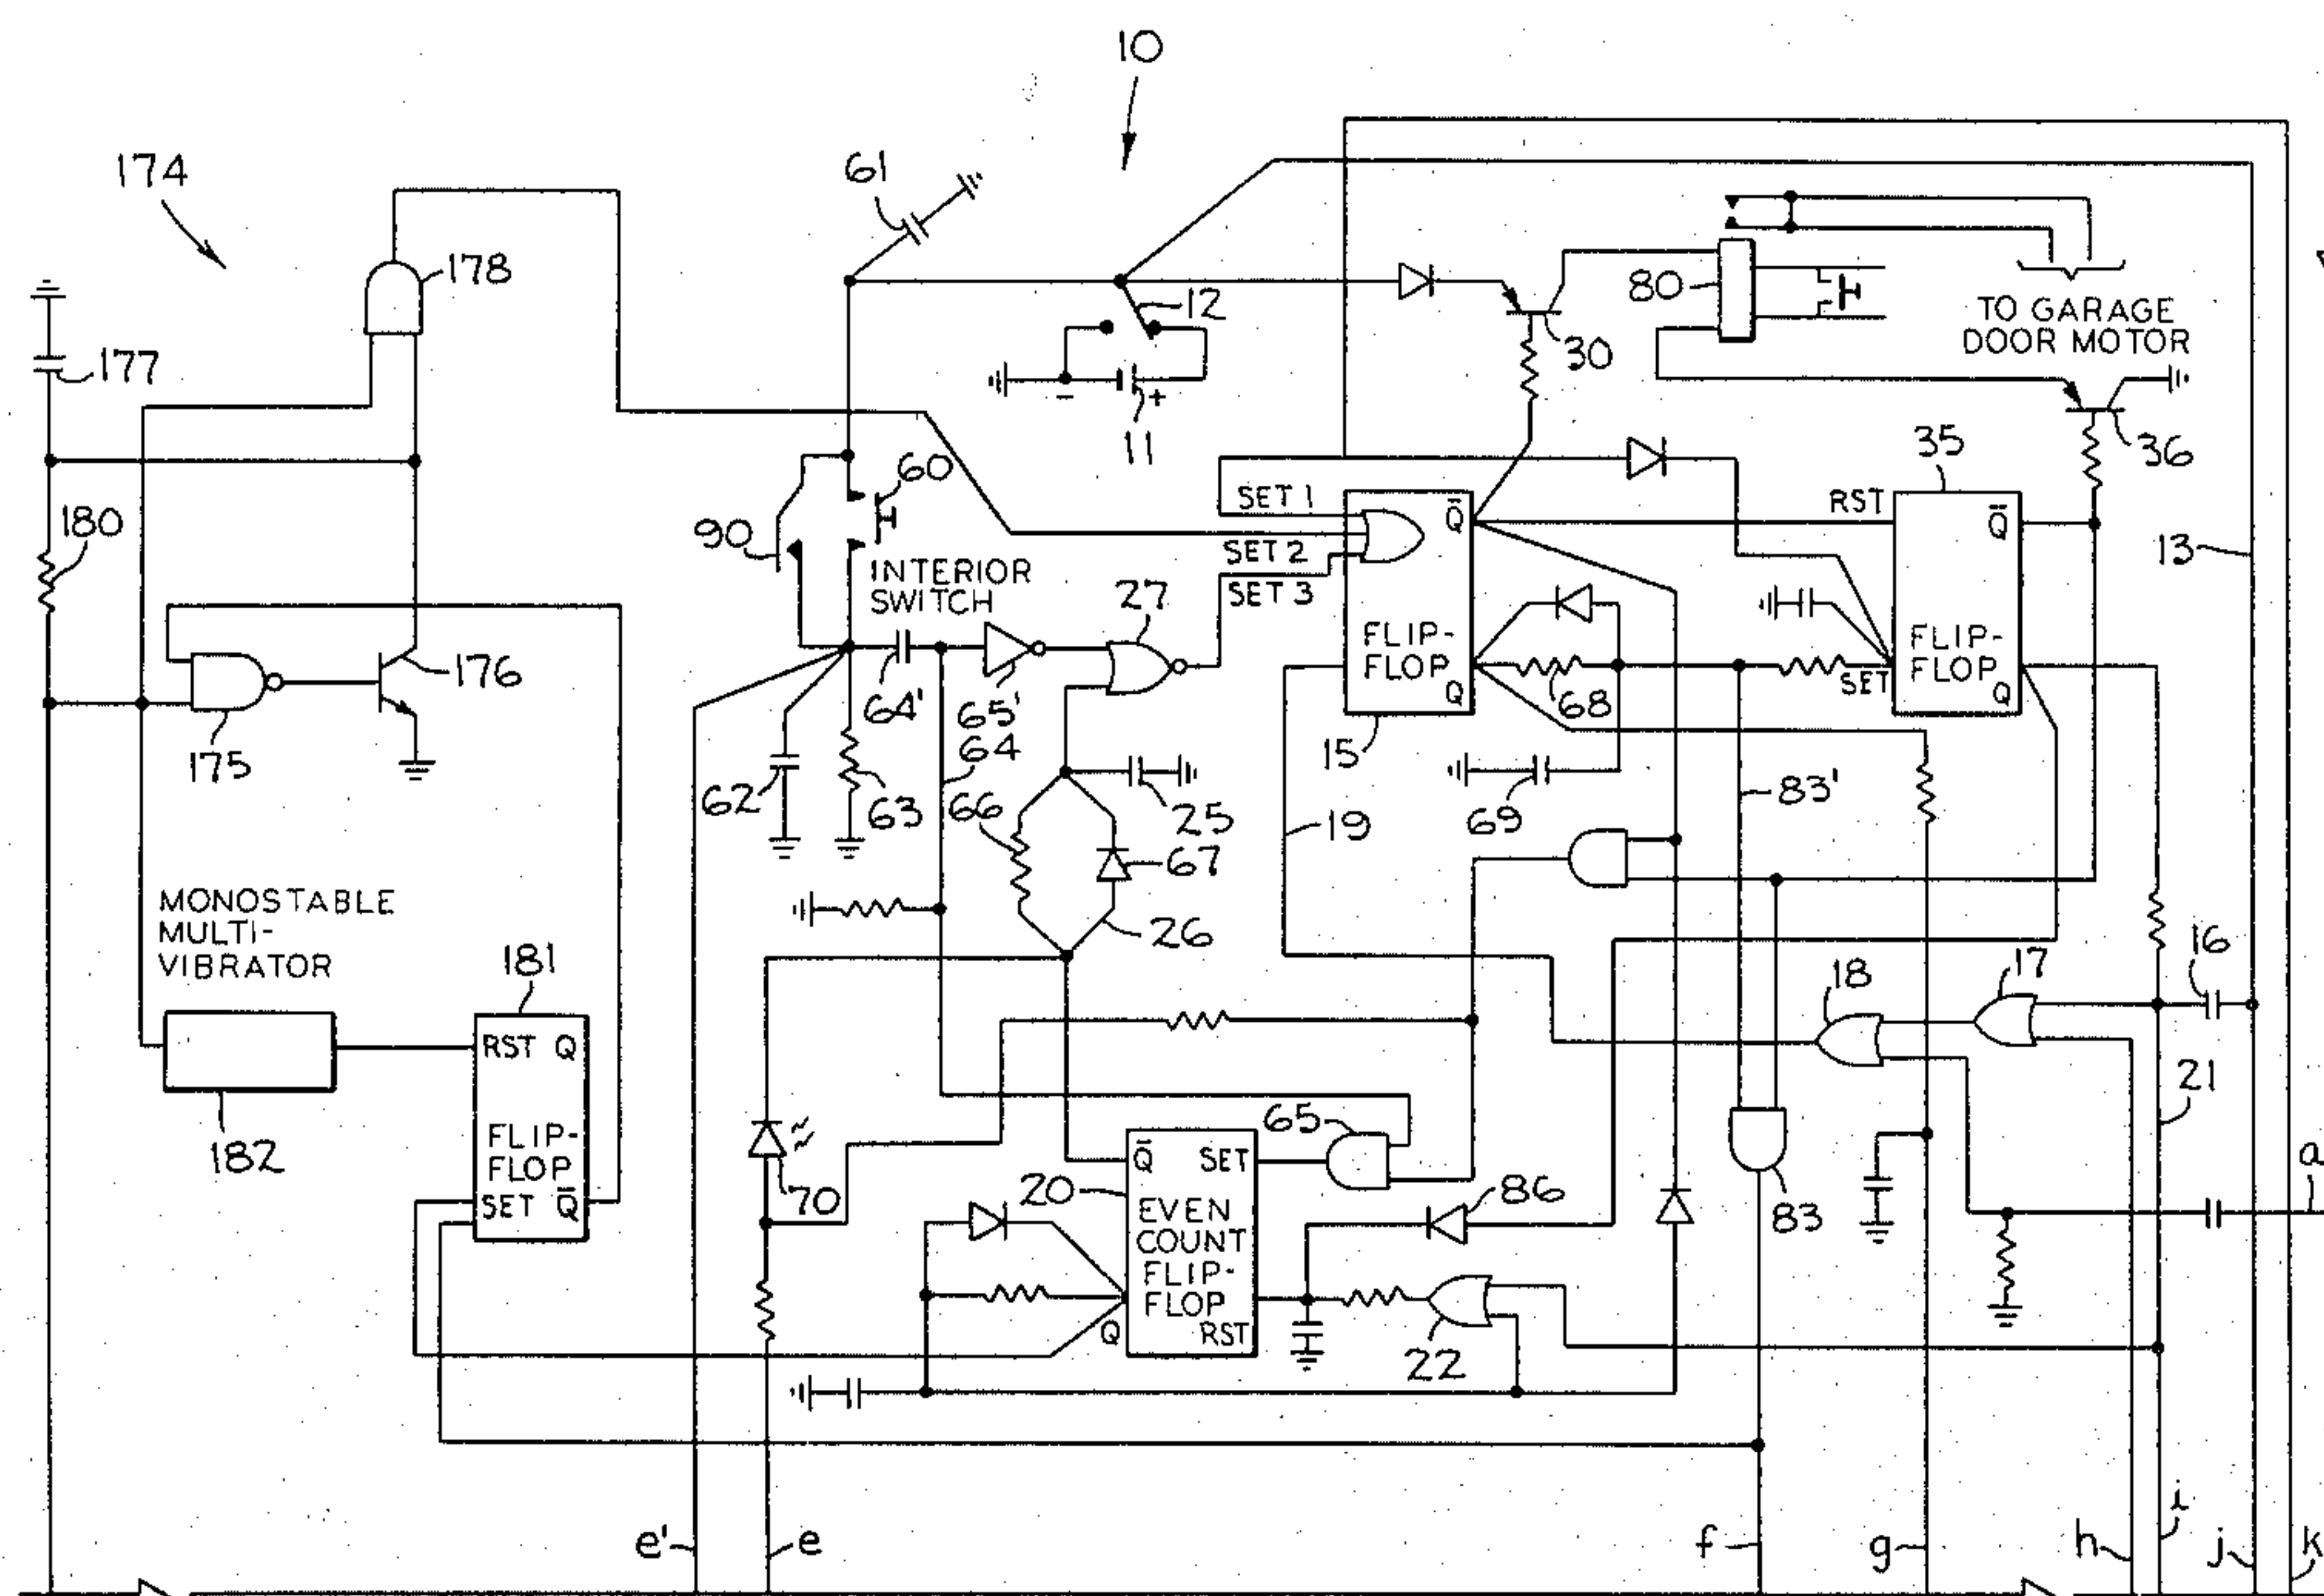 10
174
61
178
12
80
TO GARAGE
DOOR MOTOR
177
30
- +
11
35
36
60
SET 1
Q̄
RST
Q̄
180
90
SET 2
13
INTERIOR
SWITCH
27
SET 3
FLIP-
FLOP
Q
FLIP-
FLOP
SET
Q
176
64'
65'
68
175
64
15
62
63
66
25
19
69
83'
67
MONOSTABLE
MULTI-
VIBRATOR
26
181
18
17
16
RST Q
21
182
FLIP-
FLOP
65
a
Q̄ SET
SET Q̄
70
20
86
83
EVEN
COUNT
FLIP-
FLOP
Q
RST
22
e'
e
f
g
h
i
j
k